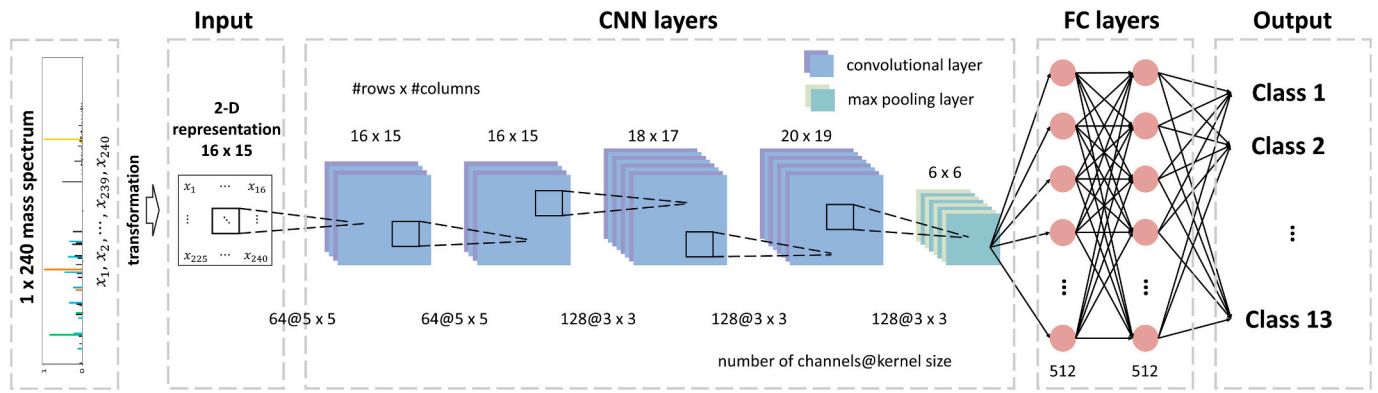 Input
CNN layers
FC layers
Output
1 x 240 mass spectrum
1
0
x₁, x₂, ⋯, x₂₃₉, x₂₄₀
transformation
2-D
representation
16 x 15
x₁ ⋯ x₁₆
⋮ ⋱ ⋮
x₂₂₅ ⋯ x₂₄₀
#rows x #columns
convolutional layer
max pooling layer
16 x 15
16 x 15
18 x 17
20 x 19
6 x 6
64@5 x 5
64@5 x 5
128@3 x 3
128@3 x 3
128@3 x 3
number of channels@kernel size
⋮
⋮
512
512
Class 1
Class 2
⋮
Class 13